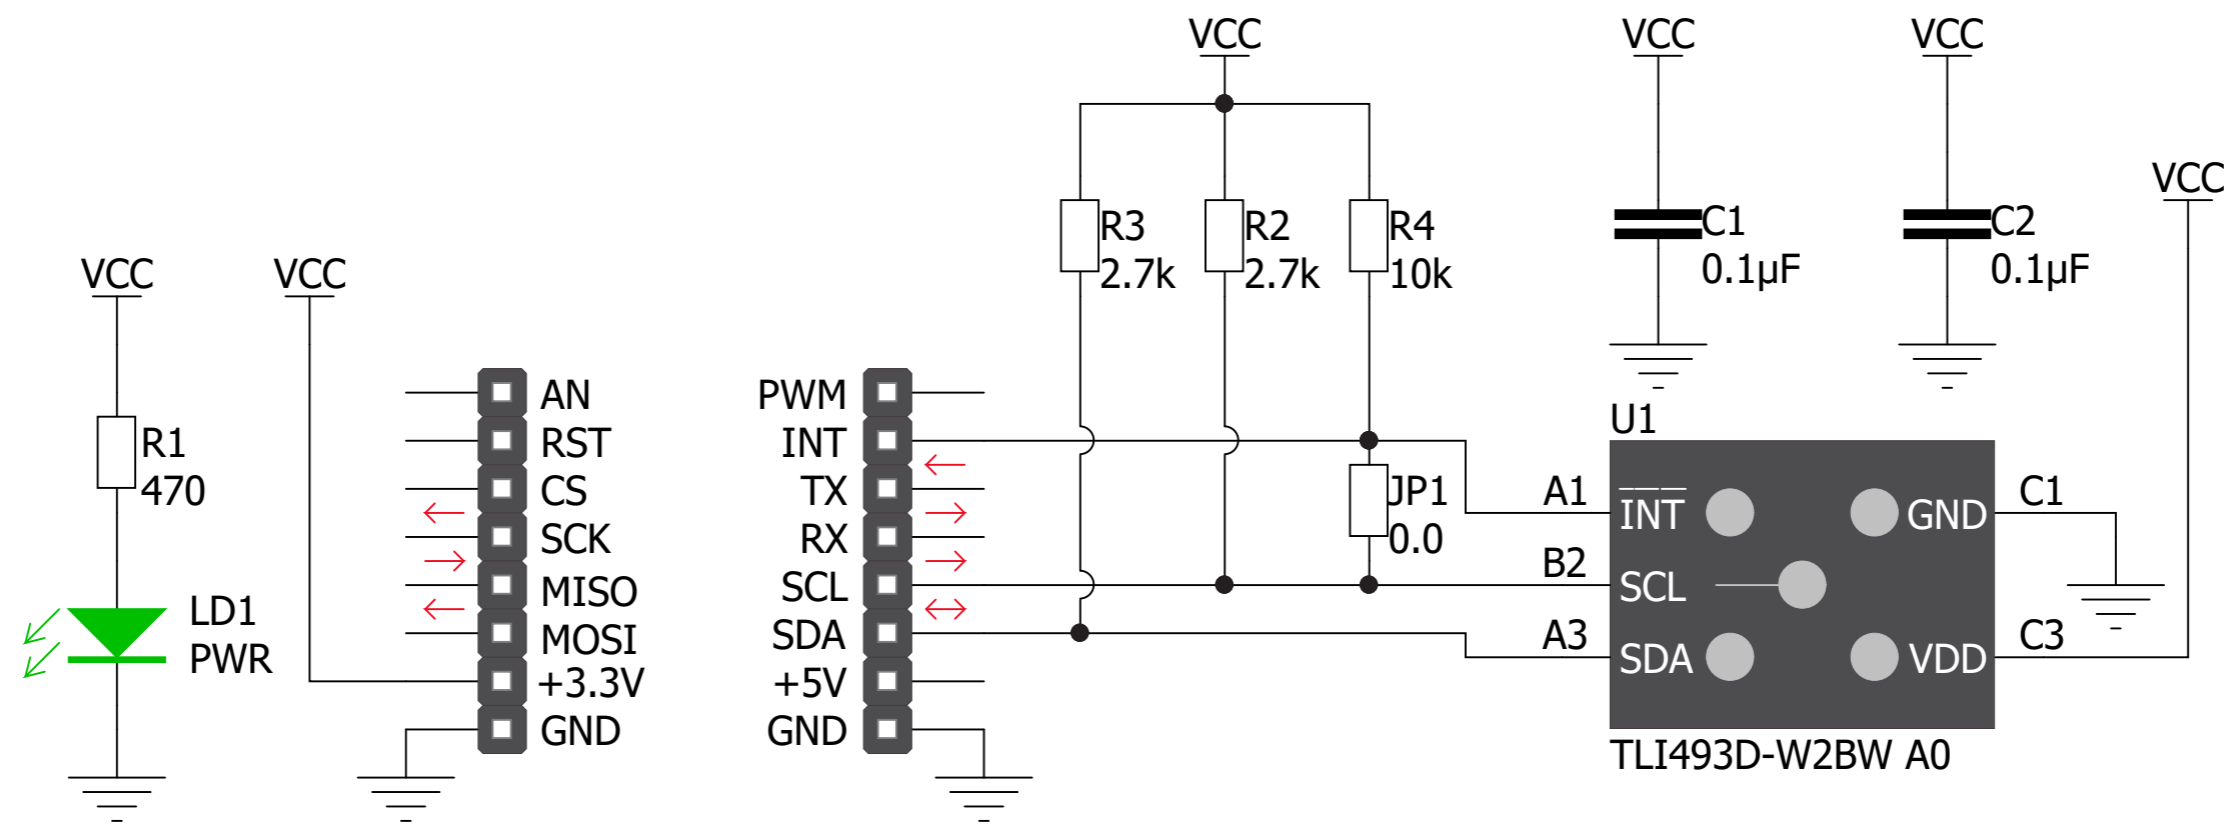 VCC
VCC
VCC
VCC
R3
2.7k
R2
2.7k
R4
10k
C1
0.1µF
C2
0.1µF
VCC
VCC
R1
470
LD1
PWR
AN
RST
CS
SCK
MISO
MOSI
+3.3V
GND
PWM
INT
TX
RX
SCL
SDA
+5V
GND
JP1
0.0
U1
A1
B2
A3
INT
SCL
SDA
GND
VDD
C1
C3
TLI493D-W2BW A0